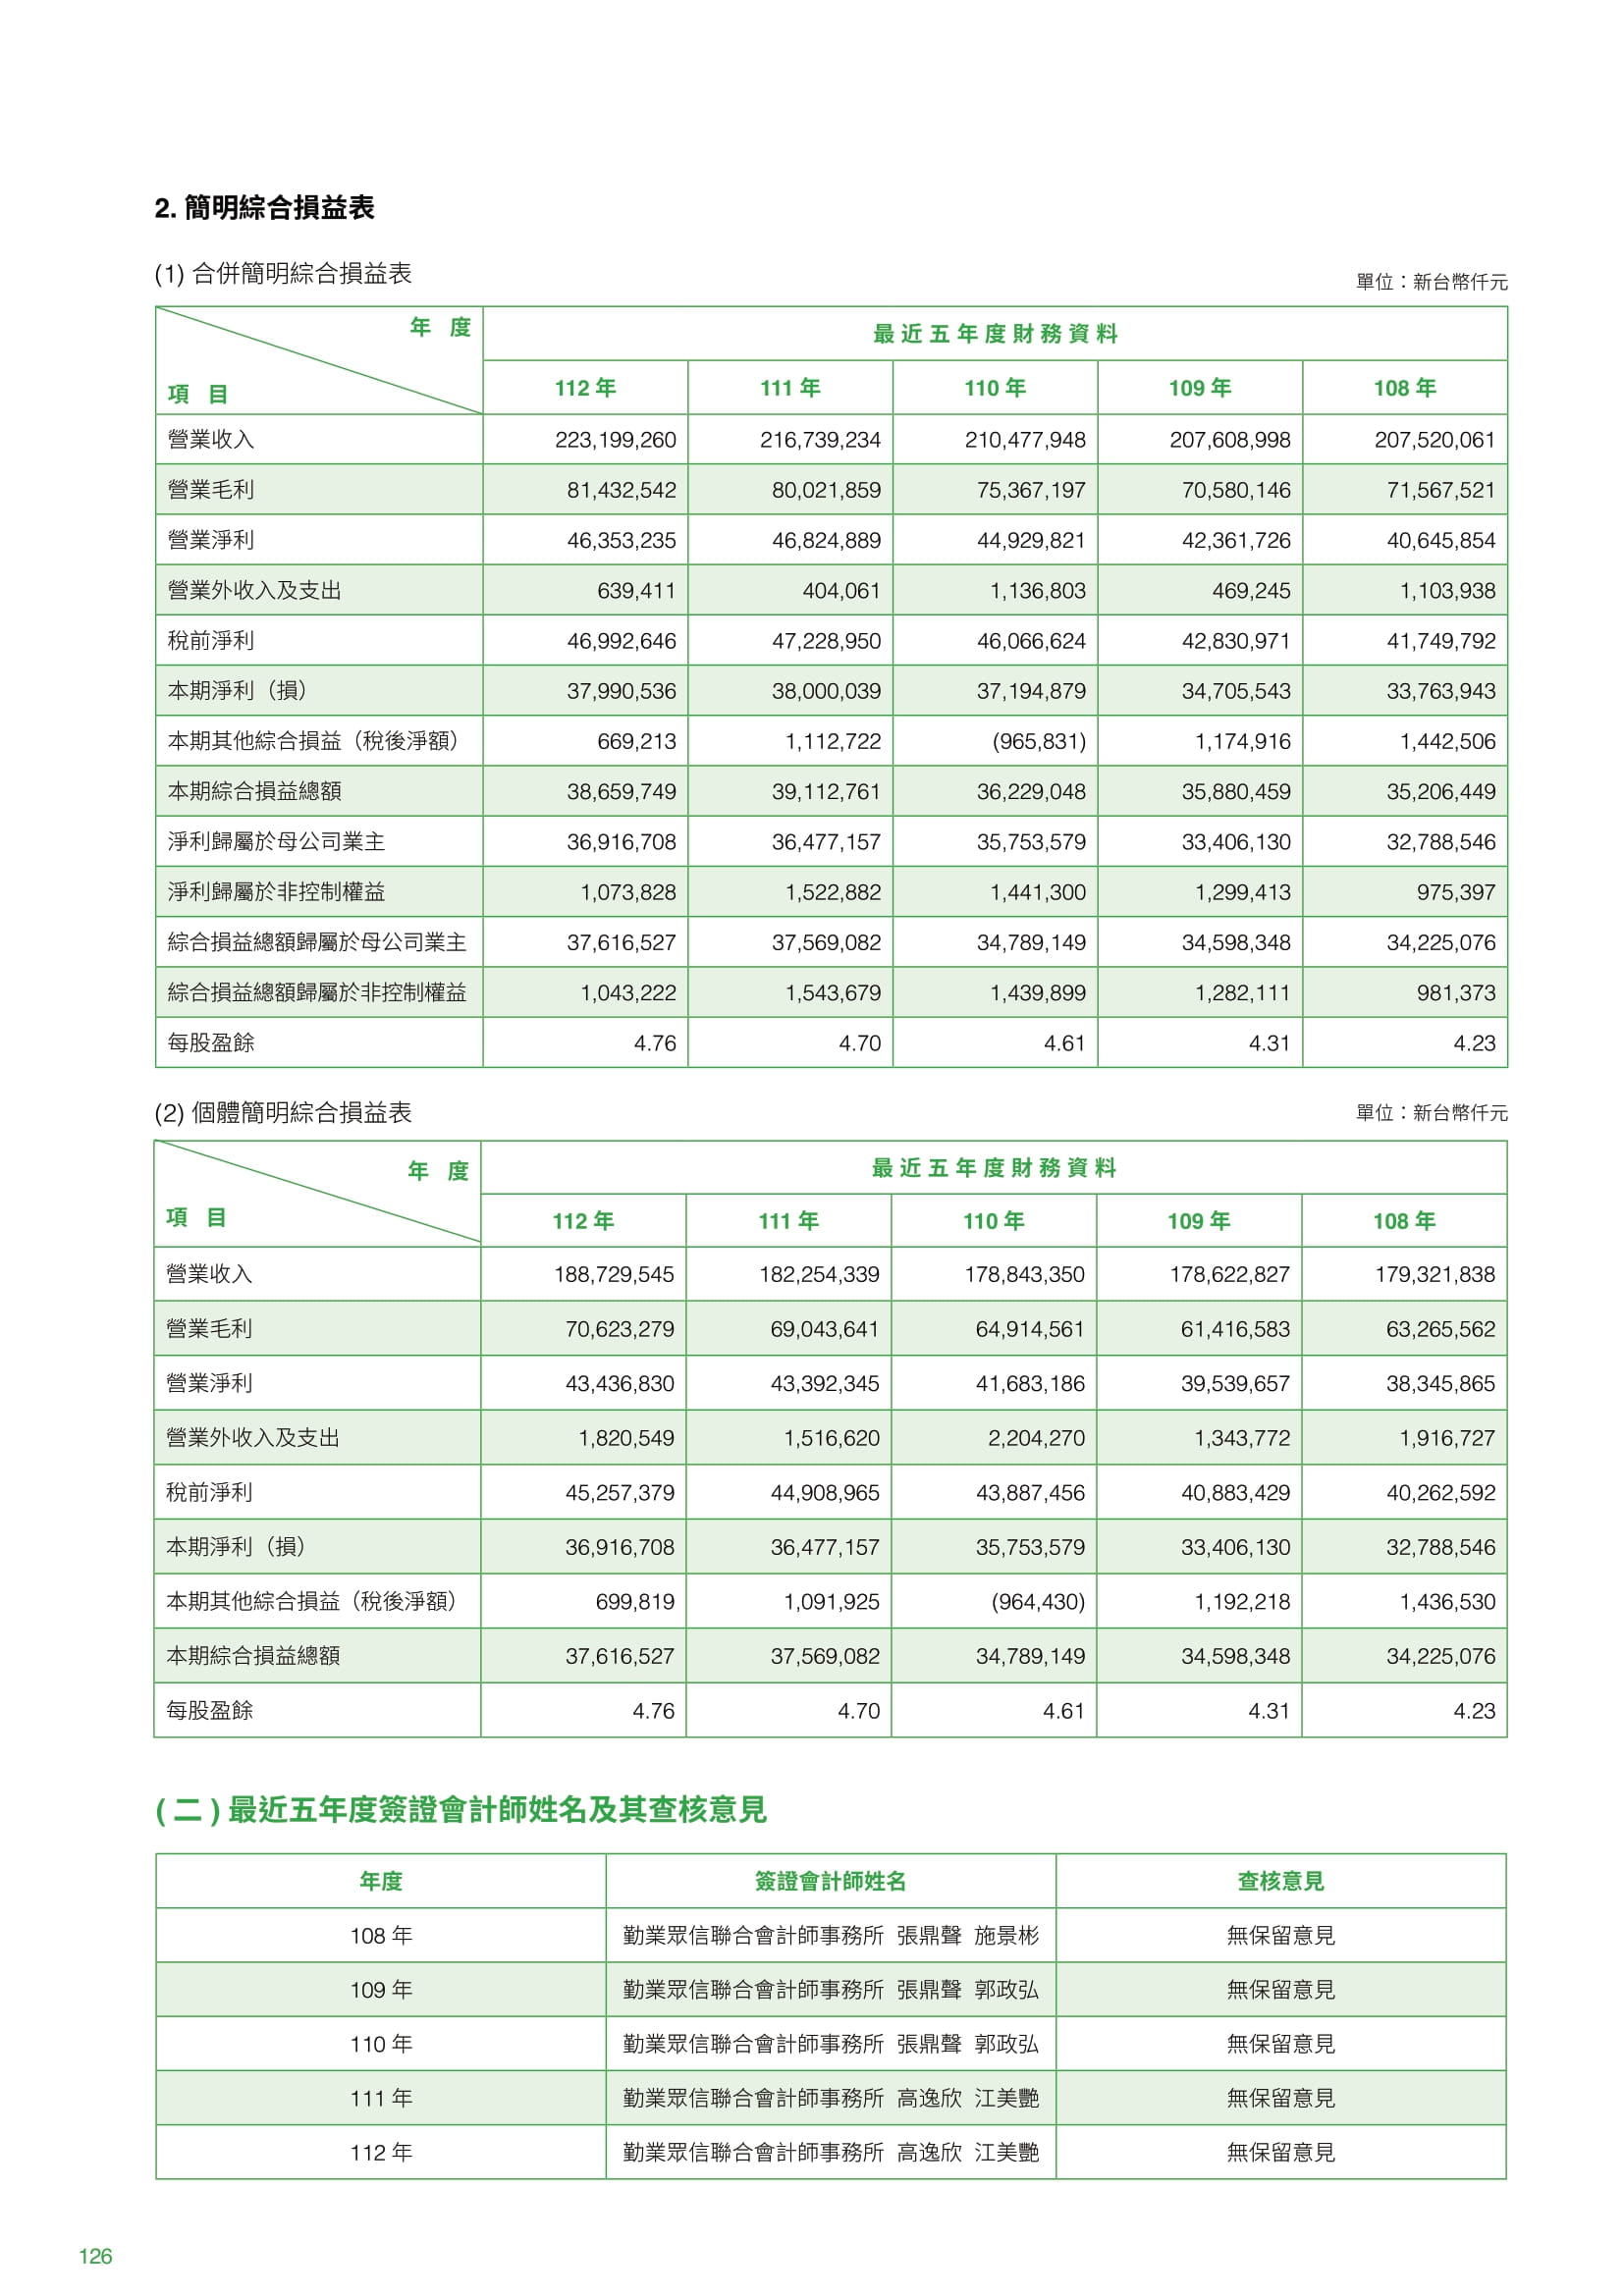 2. 簡明綜合損益表
(1) 合併簡明綜合損益表 單位：新台幣仟元
年 度 最近五年度財務資料
項 目 112 年 111 年 110 年 109 年 108 年
營業收入 223,199,260 216,739,234 210,477,948 207,608,998 207,520,061
營業毛利 81,432,542 80,021,859 75,367,197 70,580,146 71,567,521
營業淨利 46,353,235 46,824,889 44,929,821 42,361,726 40,645,854
營業外收入及支出 639,411 404,061 1,136,803 469,245 1,103,938
稅前淨利 46,992,646 47,228,950 46,066,624 42,830,971 41,749,792
本期淨利（損） 37,990,536 38,000,039 37,194,879 34,705,543 33,763,943
本期其他綜合損益（稅後淨額） 669,213 1,112,722 (965,831) 1,174,916 1,442,506
本期綜合損益總額 38,659,749 39,112,761 36,229,048 35,880,459 35,206,449
淨利歸屬於母公司業主 36,916,708 36,477,157 35,753,579 33,406,130 32,788,546
淨利歸屬於非控制權益 1,073,828 1,522,882 1,441,300 1,299,413 975,397
綜合損益總額歸屬於母公司業主 37,616,527 37,569,082 34,789,149 34,598,348 34,225,076
綜合損益總額歸屬於非控制權益 1,043,222 1,543,679 1,439,899 1,282,111 981,373
每股盈餘 4.76 4.70 4.61 4.31 4.23
(2) 個體簡明綜合損益表 單位：新台幣仟元
年 度 最近五年度財務資料
項 目 112 年 111 年 110 年 109 年 108 年
營業收入 188,729,545 182,254,339 178,843,350 178,622,827 179,321,838
營業毛利 70,623,279 69,043,641 64,914,561 61,416,583 63,265,562
營業淨利 43,436,830 43,392,345 41,683,186 39,539,657 38,345,865
營業外收入及支出 1,820,549 1,516,620 2,204,270 1,343,772 1,916,727
稅前淨利 45,257,379 44,908,965 43,887,456 40,883,429 40,262,592
本期淨利（損） 36,916,708 36,477,157 35,753,579 33,406,130 32,788,546
本期其他綜合損益（稅後淨額） 699,819 1,091,925 (964,430) 1,192,218 1,436,530
本期綜合損益總額 37,616,527 37,569,082 34,789,149 34,598,348 34,225,076
每股盈餘 4.76 4.70 4.61 4.31 4.23
( 二 ) 最近五年度簽證會計師姓名及其查核意見
年度 簽證會計師姓名 查核意見
108 年 勤業眾信聯合會計師事務所 張鼎聲 施景彬 無保留意見
109 年 勤業眾信聯合會計師事務所 張鼎聲 郭政弘 無保留意見
110 年 勤業眾信聯合會計師事務所 張鼎聲 郭政弘 無保留意見
111 年 勤業眾信聯合會計師事務所 高逸欣 江美艷 無保留意見
112 年 勤業眾信聯合會計師事務所 高逸欣 江美艷 無保留意見
126